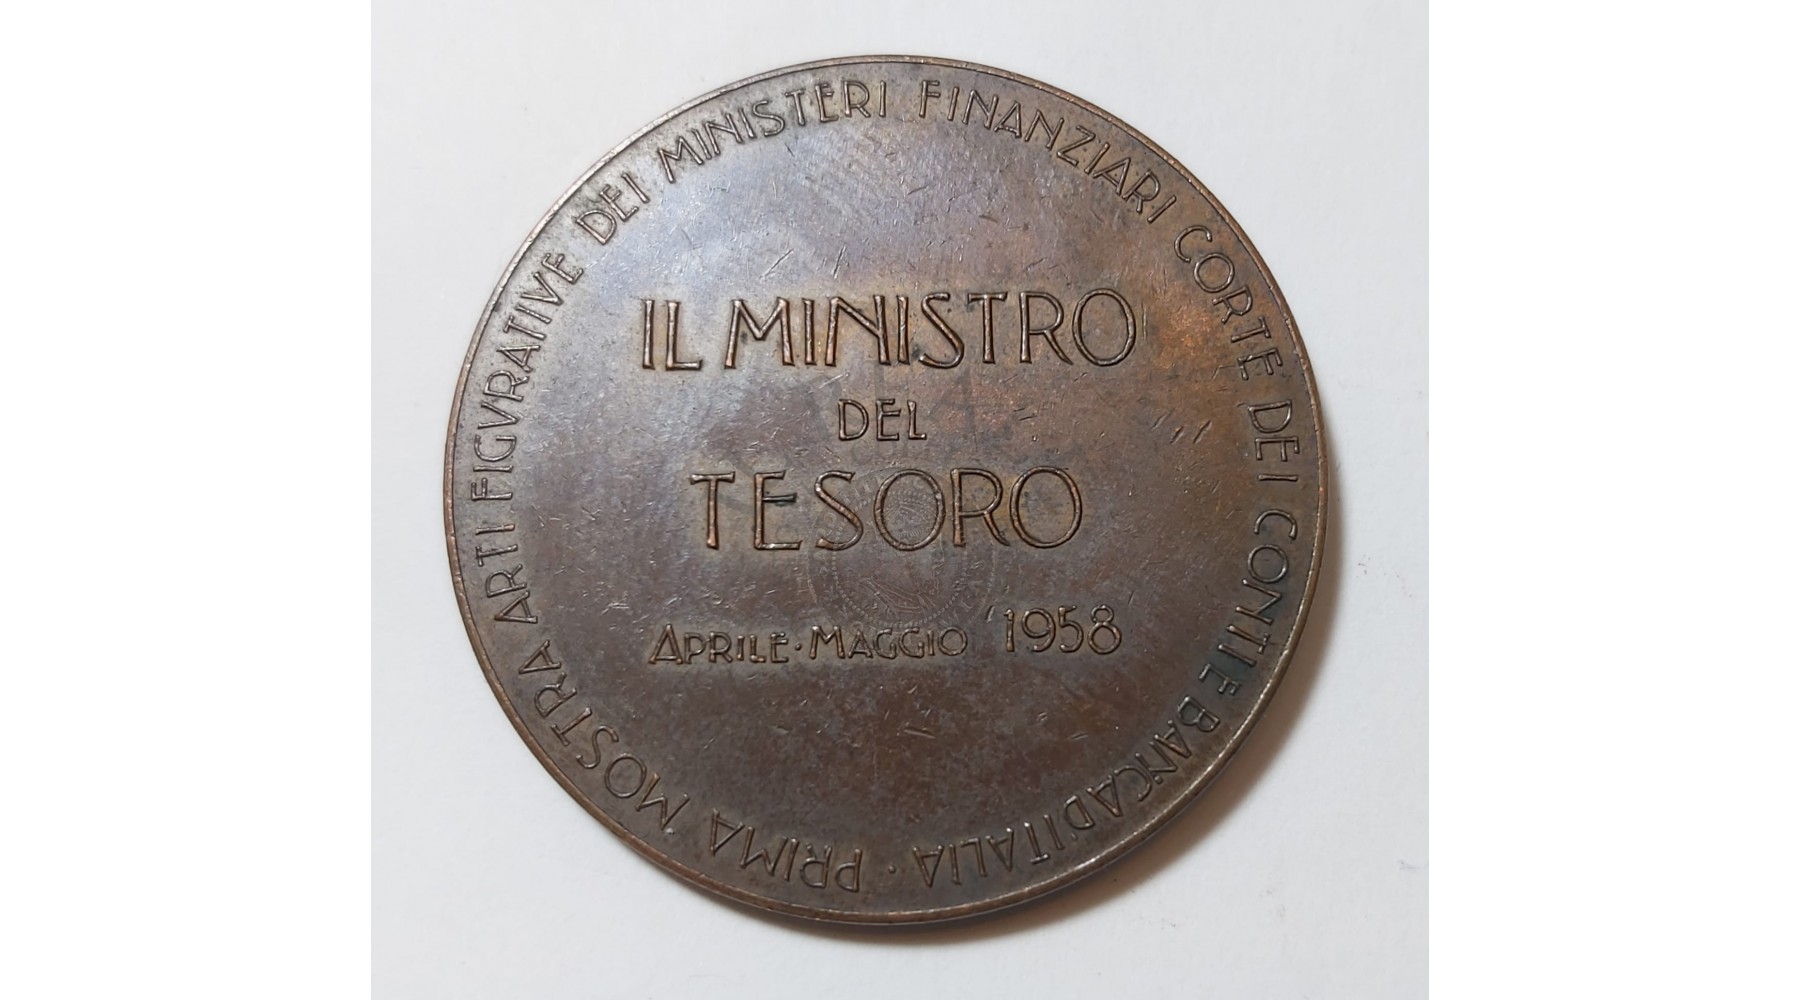 PRIMA MOSTRA ARTI FIGVRATIVE DEI MINISTERI FINANZIARI CORTE DEI CONTI E BANCA D'ITALIA ·
IL MINISTRO
DEL
TESORO
APRILE · MAGGIO 1958